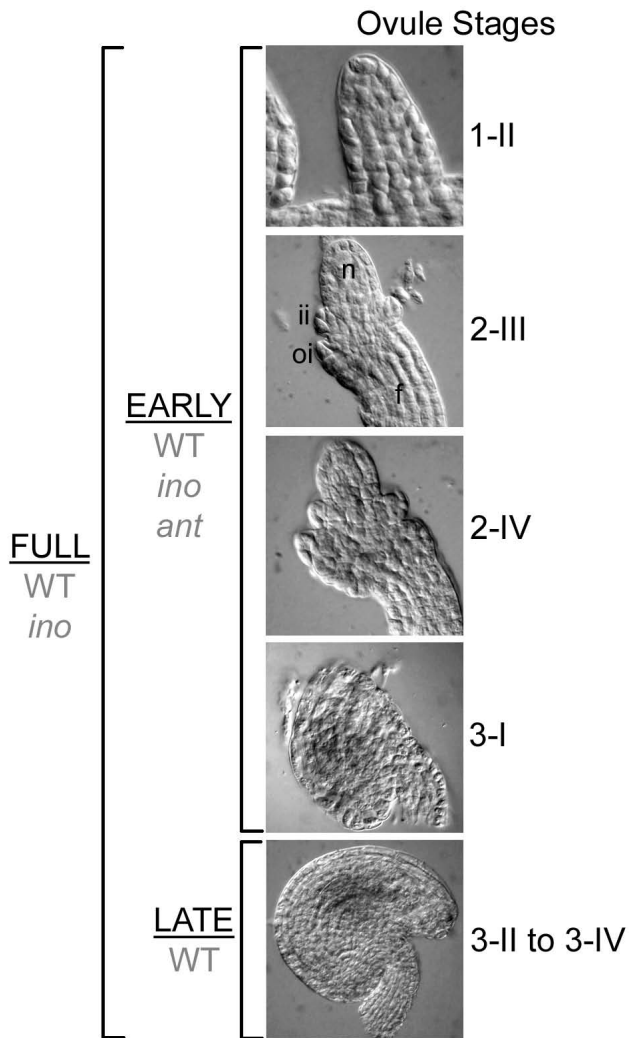 Ovule Stages
1-II
n
ii
oi
f
2-III
EARLY
WT
ino
ant
2-IV
FULL
WT
ino
3-I
LATE
WT
3-II to 3-IV